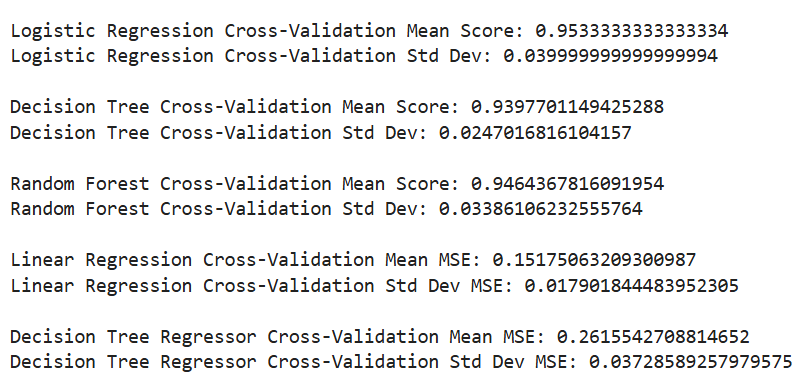 Logistic Regression Cross-Validation Mean Score: 0.9533333333333334
Logistic Regression Cross-Validation Std Dev: 0.039999999999999994
Decision Tree Cross-Validation Mean Score: 0.9397701149425288
Decision Tree Cross-Validation Std Dev: 0.0247016816104157
Random Forest Cross-Validation Mean Score: 0.9464367816091954
Random Forest Cross-Validation Std Dev: 0.03386106232555764
Linear Regression Cross-Validation Mean MSE: 0.15175063209300987
Linear Regression Cross-Validation Std Dev MSE: 0.017901844483952305
Decision Tree Regressor Cross-Validation Mean MSE: 0.2615542708814652
Decision Tree Regressor Cross-Validation Std Dev MSE: 0.03728589257979575